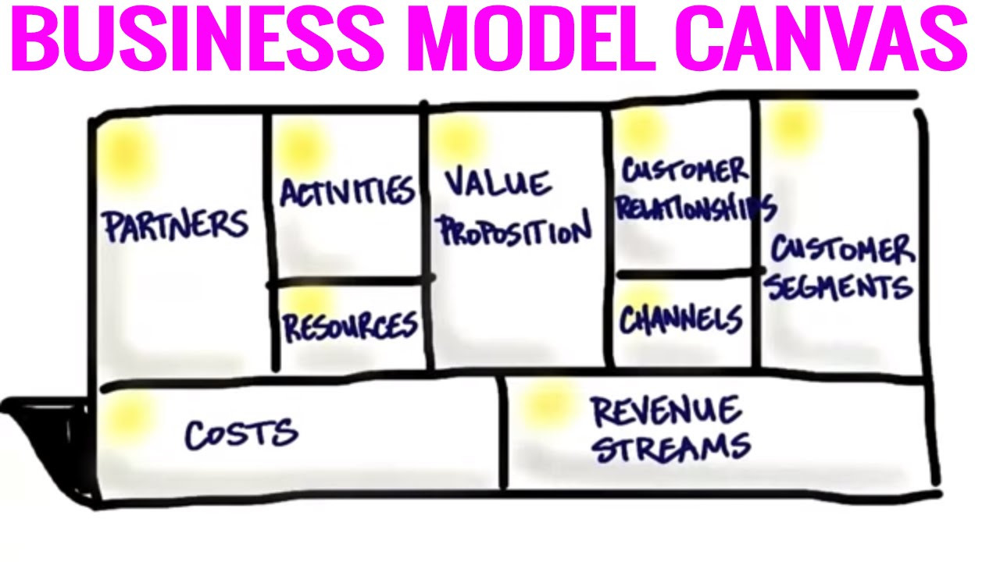 BUSINESS MODEL CANVAS
PARTNERS
ACTIVITIES
RESOURCES
VALUE
PROPOSITION
CUSTOMER
RELATIONSHIPS
CHANNELS
CUSTOMER
SEGMENTS
COSTS
REVENUE
STREAMS